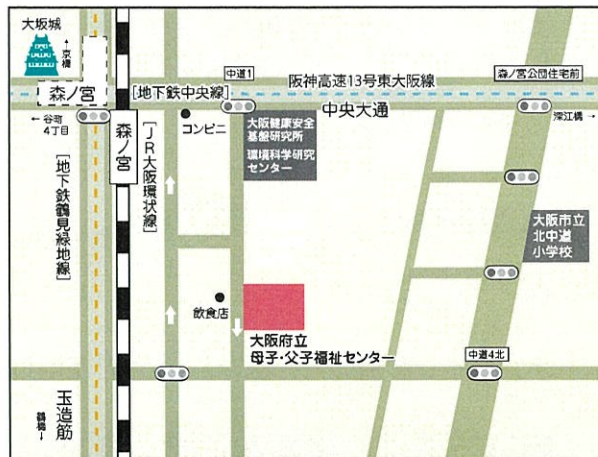 大坂城
↑京橋
森ノ宮
← 谷町
4丁目
[地下鉄鶴見緑地線]
玉造筋
鶴橋↓
森ノ宮
[JR大阪環状線]
[地下鉄中央線]
コンビニ
中道1
阪神高速13号東大阪線
中央大通
森ノ宮公団住宅前
深江橋→
大阪健康安全
基盤研究所
環境科学研究
センター
大阪市立
北中道
小学校
飲食店
大阪府立
母子・父子福祉センター
中道4北